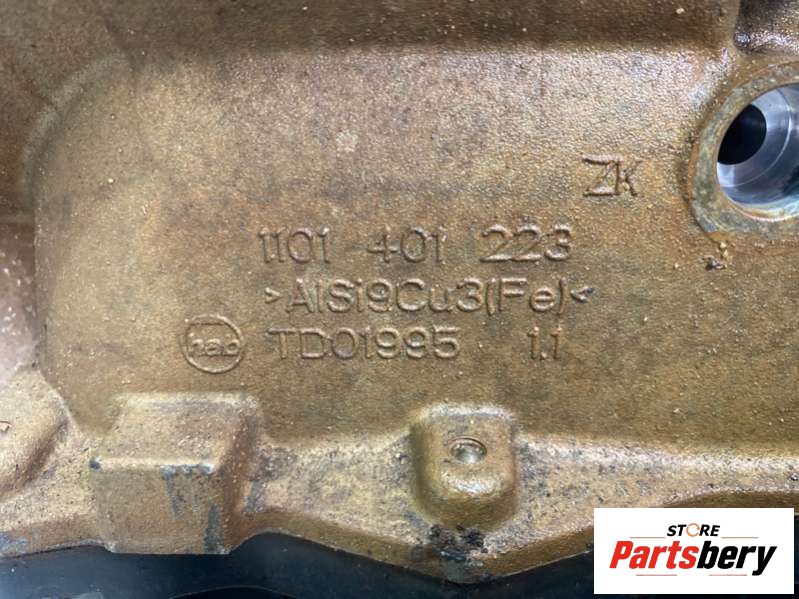 ZK
1101 401 223
>AlSi9Cu3(Fe)<
TD01995 1.1
STORE
Partsbery